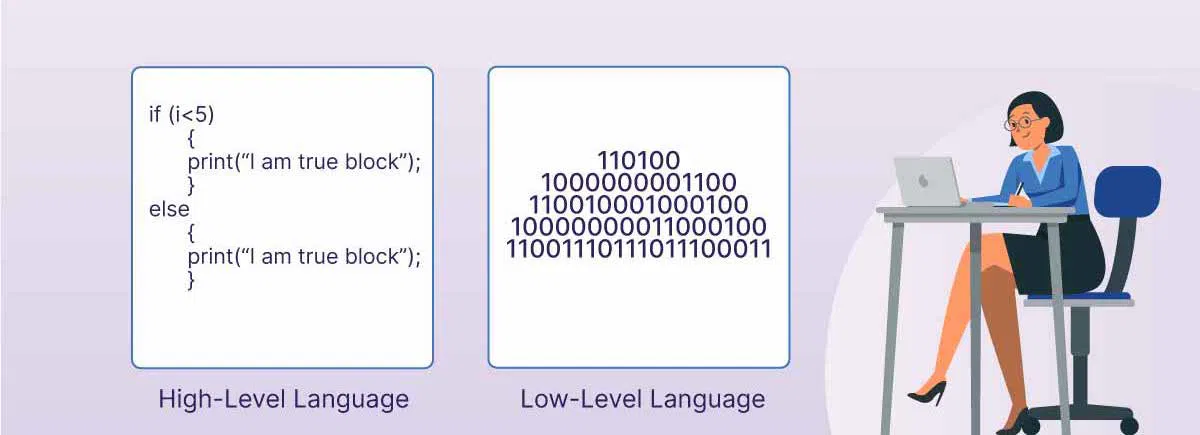 if (i<5)
{
print(“I am true block”);
}
else
{
print(“I am true block”);
}
High-Level Language
110100
1000000001100
110010001000100
10000000011000100
11001110111011100011
Low-Level Language